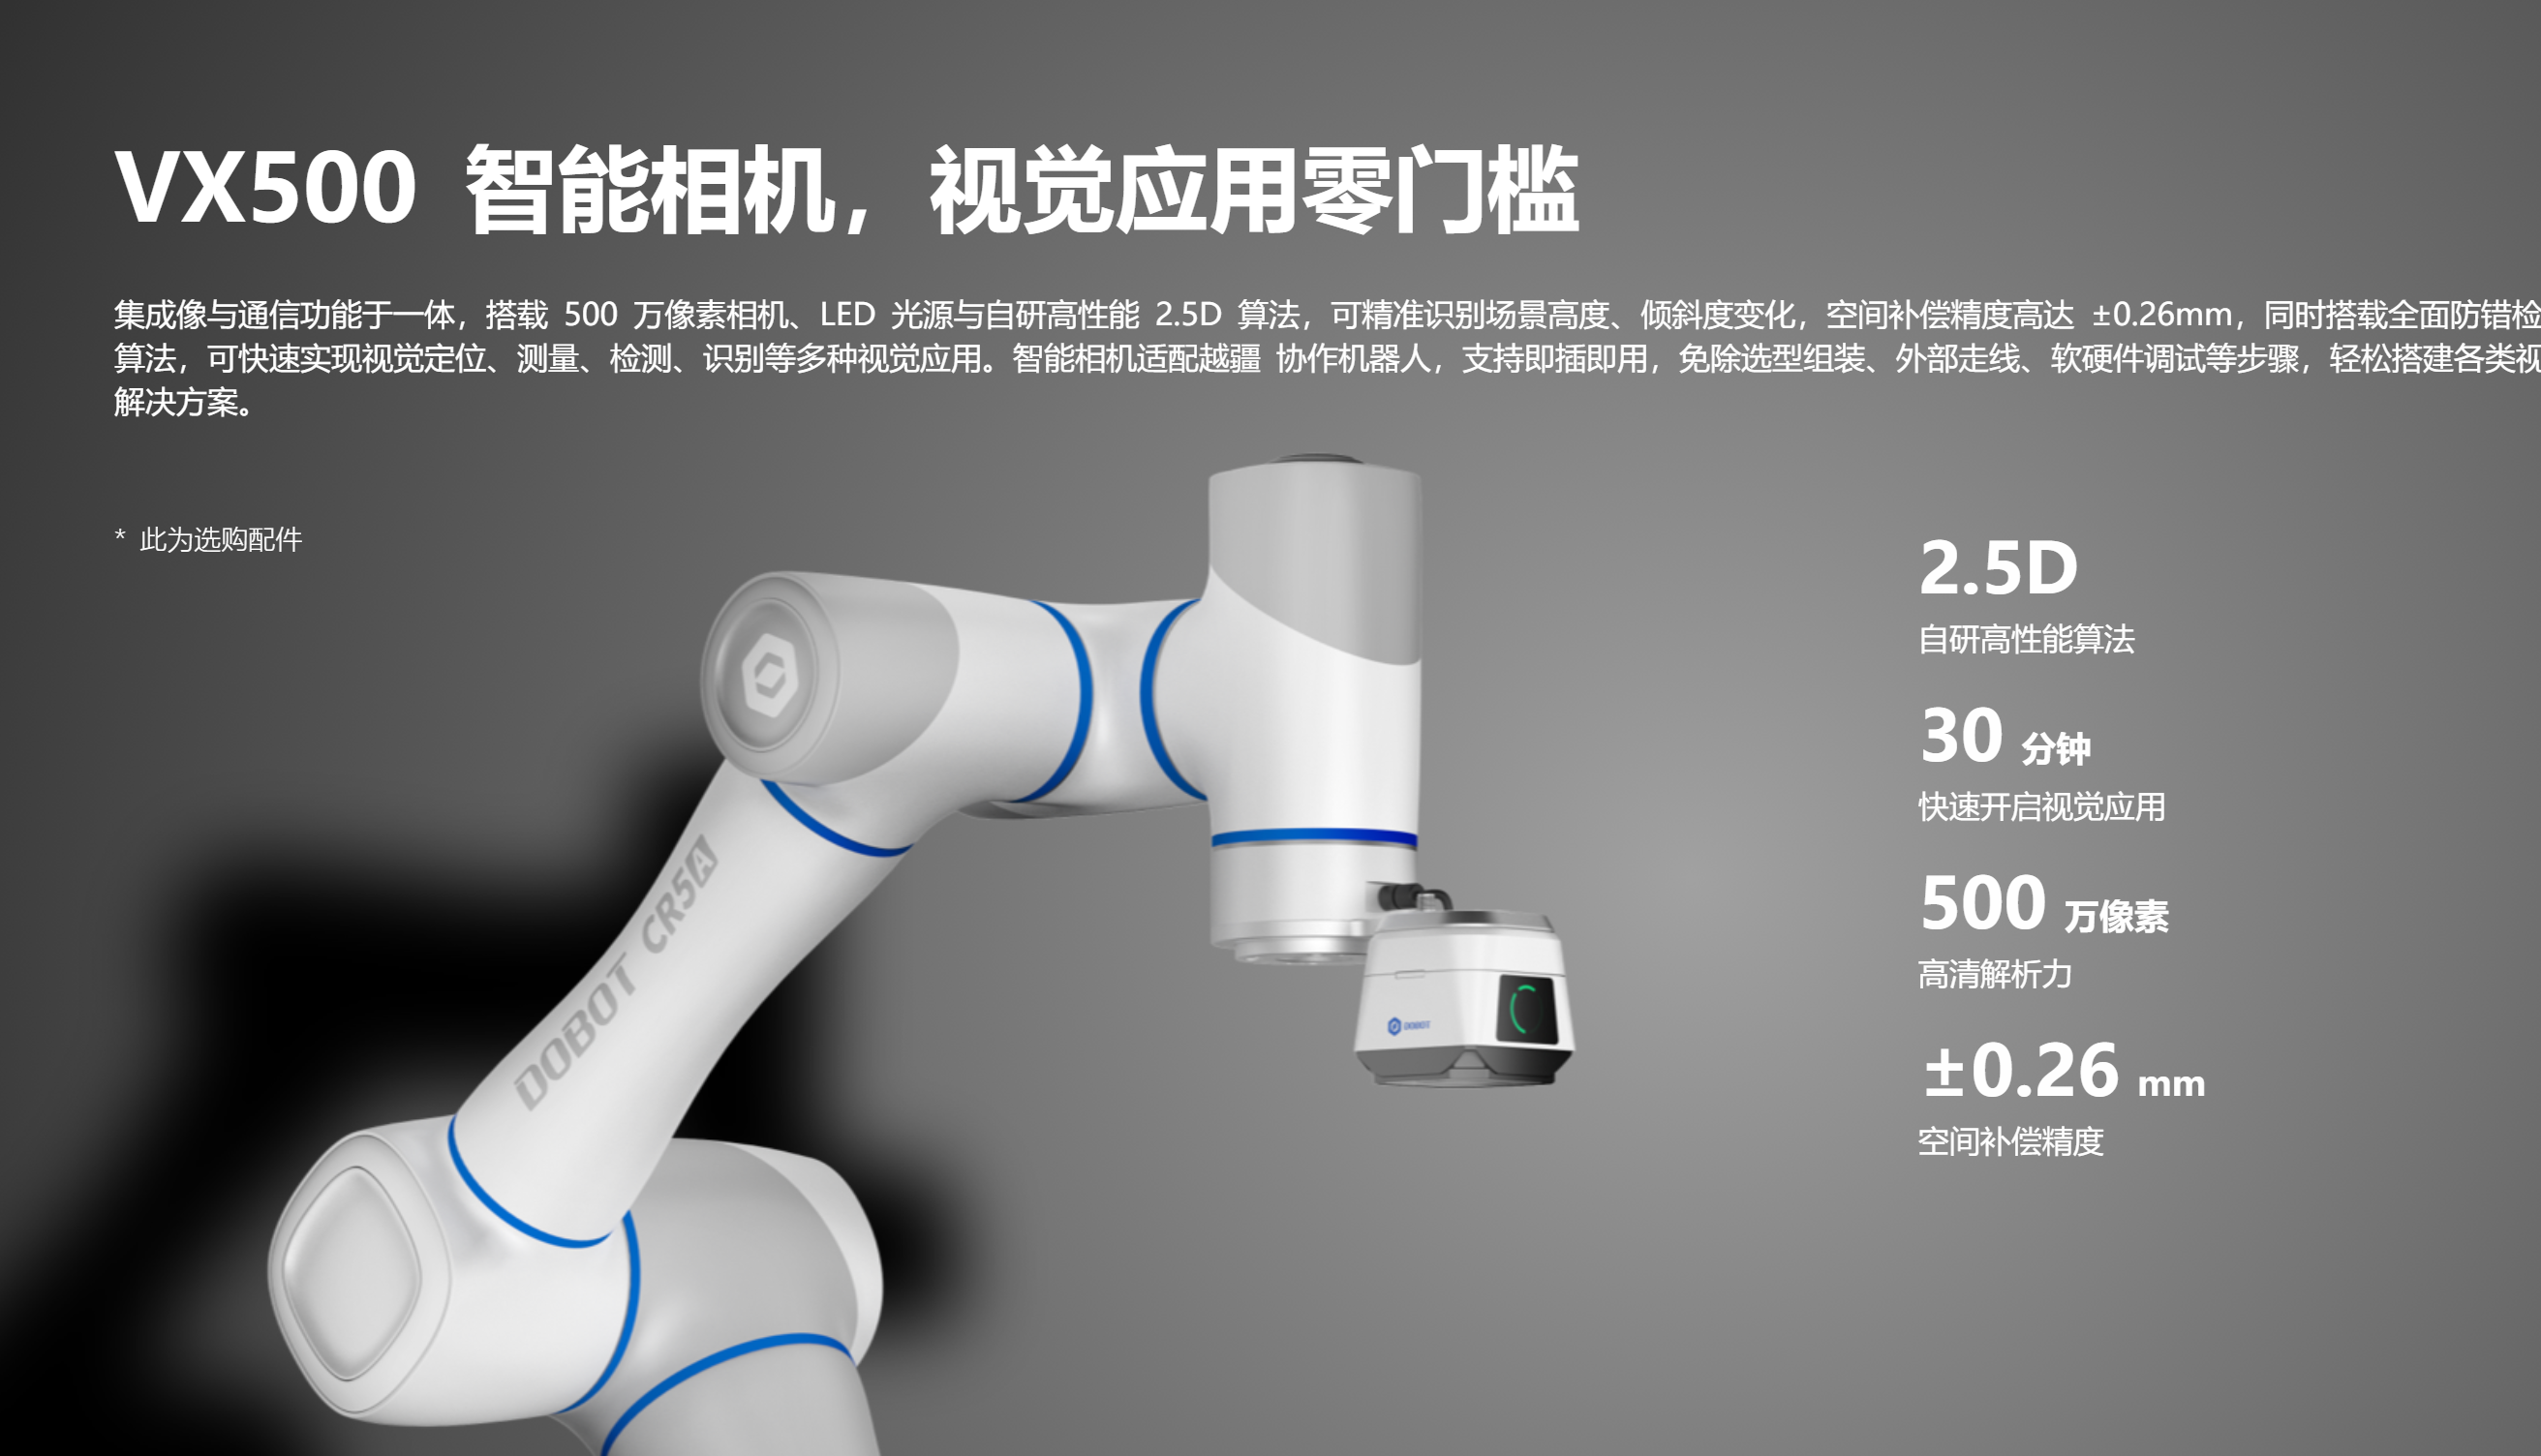 VX500 智能相机，视觉应用零门槛
集成像与通信功能于一体，搭载 500 万像素相机、LED 光源与自研高性能 2.5D 算法，可精准识别场景高度、倾斜度变化，空间补偿精度高达 ±0.26mm，同时搭载全面防错检
算法，可快速实现视觉定位、测量、检测、识别等多种视觉应用。智能相机适配越疆 协作机器人，支持即插即用，免除选型组装、外部走线、软硬件调试等步骤，轻松搭建各类视
解决方案。
* 此为选购配件
2.5D
自研高性能算法
30 分钟
快速开启视觉应用
500 万像素
高清解析力
±0.26 mm
空间补偿精度
DOBOT CR5A
DOBOT